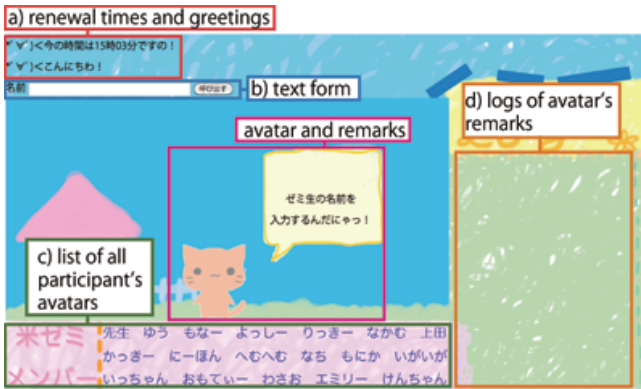 a) renewal times and greetings
*ﾟ∀ﾟ)<今の時間は15時03分ですの！
*ﾟ∀ﾟ)<こんにちわ！
名前
呼び出す
b) text form
avatar and remarks
d) logs of avatar's
remarks
ゼミ生の名前を
入力するんだにゃっ！
c) list of all
participant's
avatars
米ゼミ
メンバー
先生 ゆう もなー よっしー りっきー なかむ 上田
かっきー にーほん へむへむ なち もにか いがいが
いっちゃん おもてぃー わさお エミリー けんちゃん